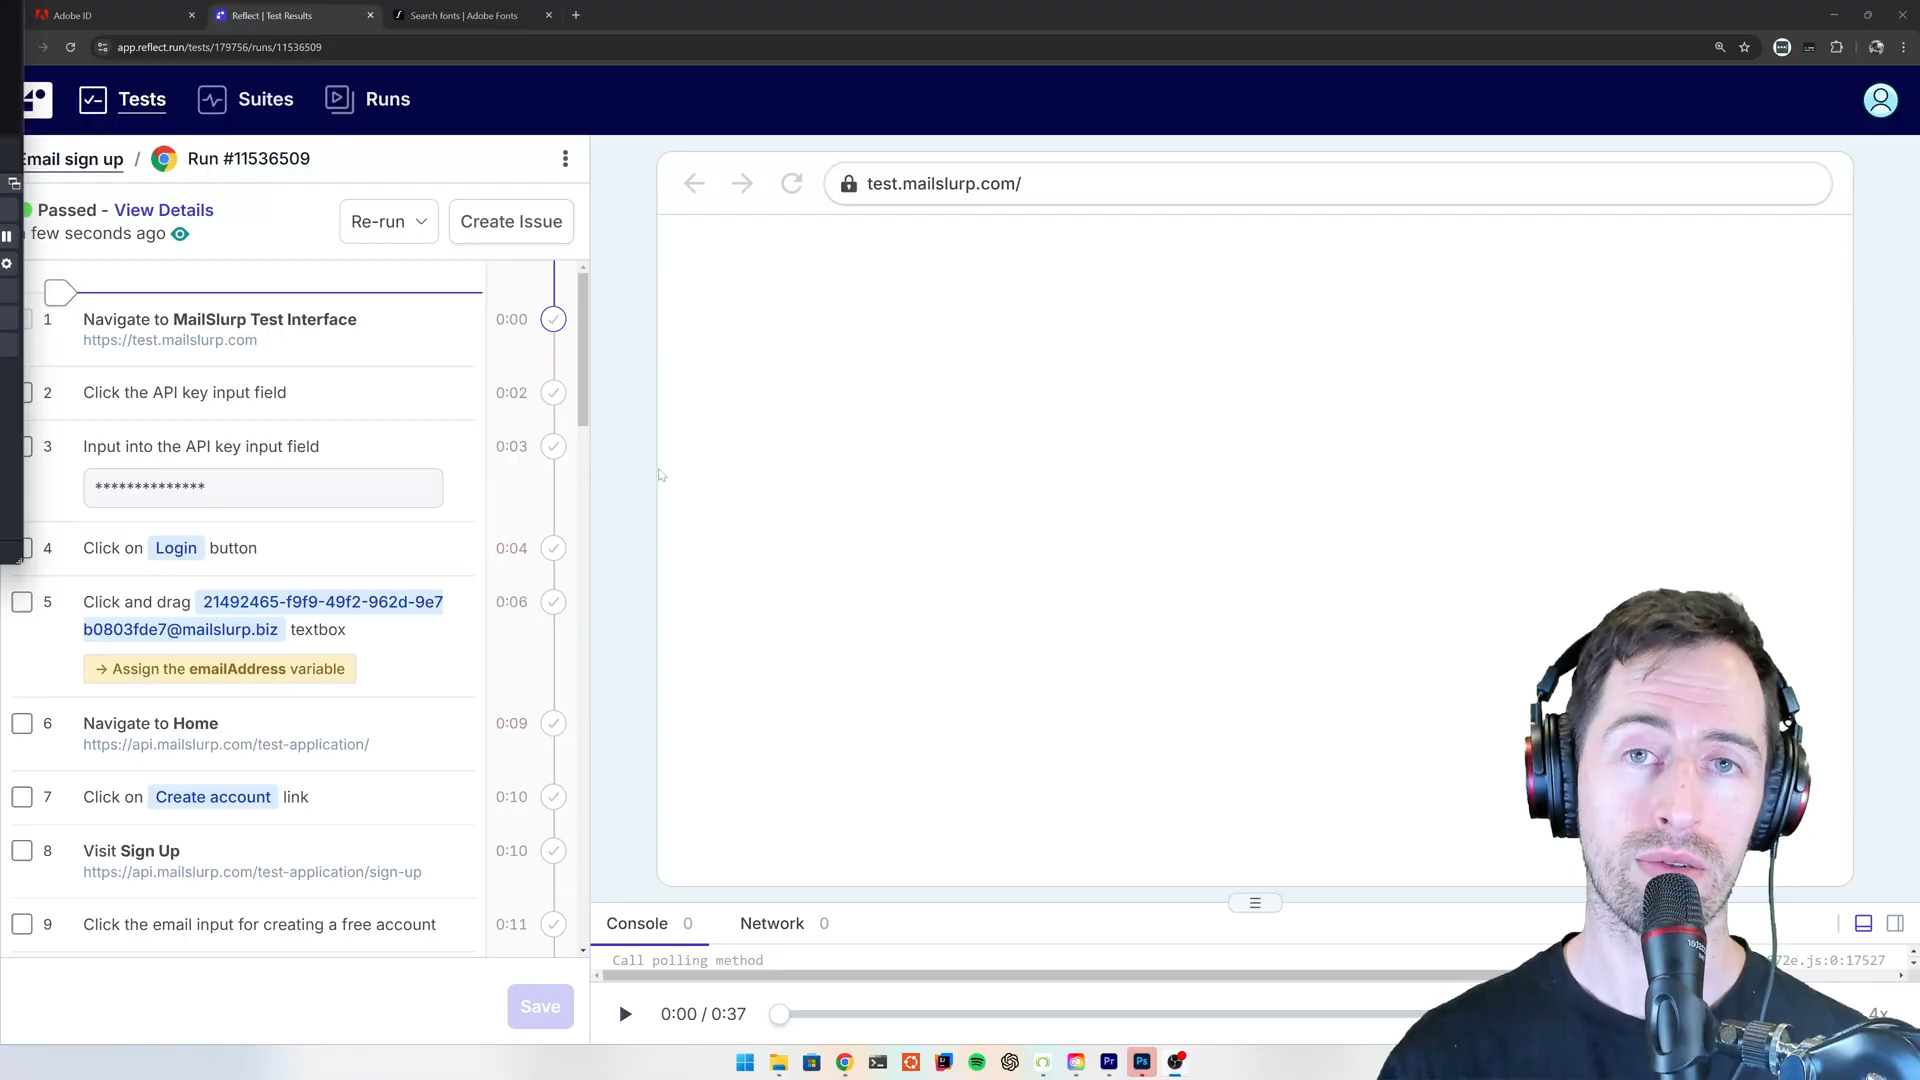 Adobe ID
Reflect | Test Results
Search fonts | Adobe Fonts
app.reflect.run/tests/179756/runs/11536509
Tests
Suites
Runs
Email sign up / Run #11536509
Passed - View Details
few seconds ago
Re-run
Create Issue
1 Navigate to MailSlurp Test Interface 0:00
https://test.mailslurp.com
2 Click the API key input field 0:02
3 Input into the API key input field 0:03
**************
4 Click on Login button 0:04
5 Click and drag 21492465-f9f9-49f2-962d-9e7 0:06
b0803fde7@mailslurp.biz textbox
→ Assign the emailAddress variable
6 Navigate to Home 0:09
https://api.mailslurp.com/test-application/
7 Click on Create account link 0:10
8 Visit Sign Up 0:10
https://api.mailslurp.com/test-application/sign-up
9 Click the email input for creating a free account 0:11
Save
test.mailslurp.com/
Console 0
Network 0
Call polling method
72e.js:0:17527
0:00 / 0:37
4x
Pr
Ps